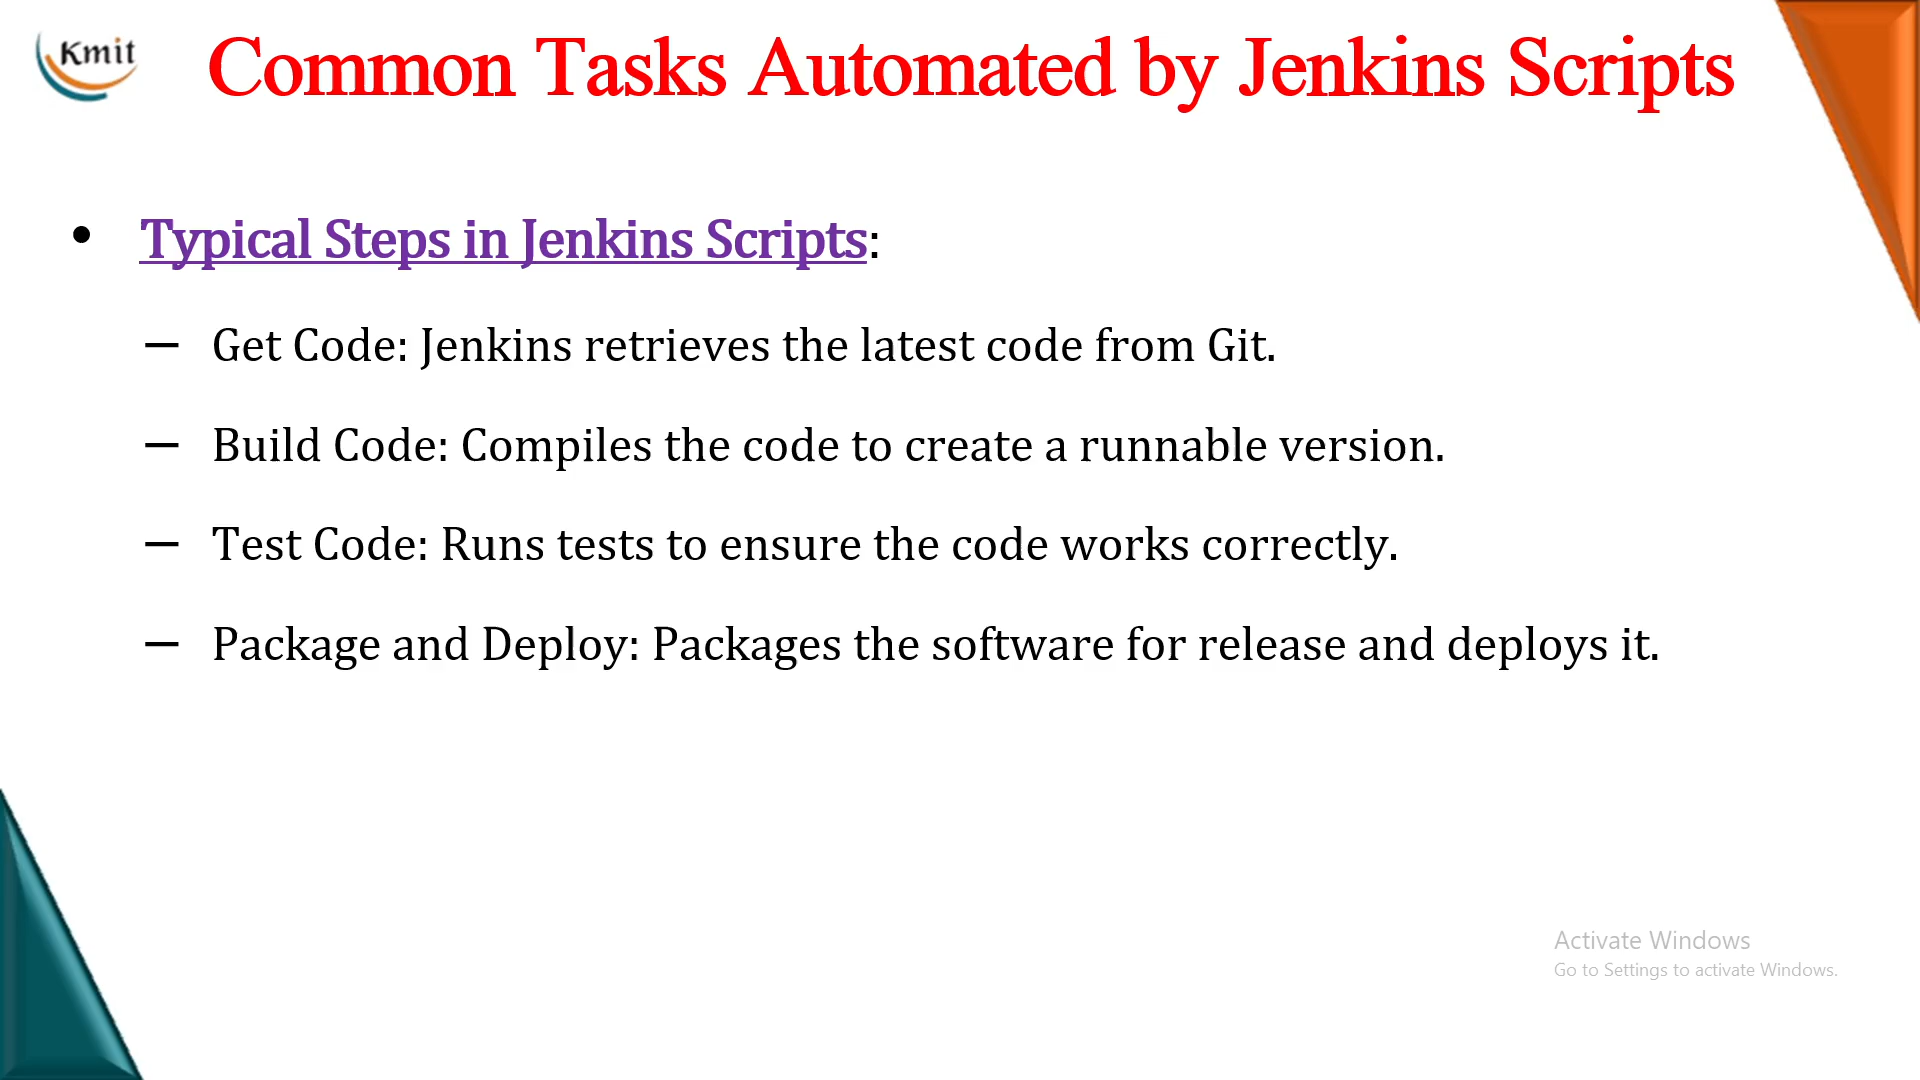 Kmit
Common Tasks Automated by Jenkins Scripts
• Typical Steps in Jenkins Scripts:
– Get Code: Jenkins retrieves the latest code from Git.
– Build Code: Compiles the code to create a runnable version.
– Test Code: Runs tests to ensure the code works correctly.
– Package and Deploy: Packages the software for release and deploys it.
Activate Windows
Go to Settings to activate Windows.